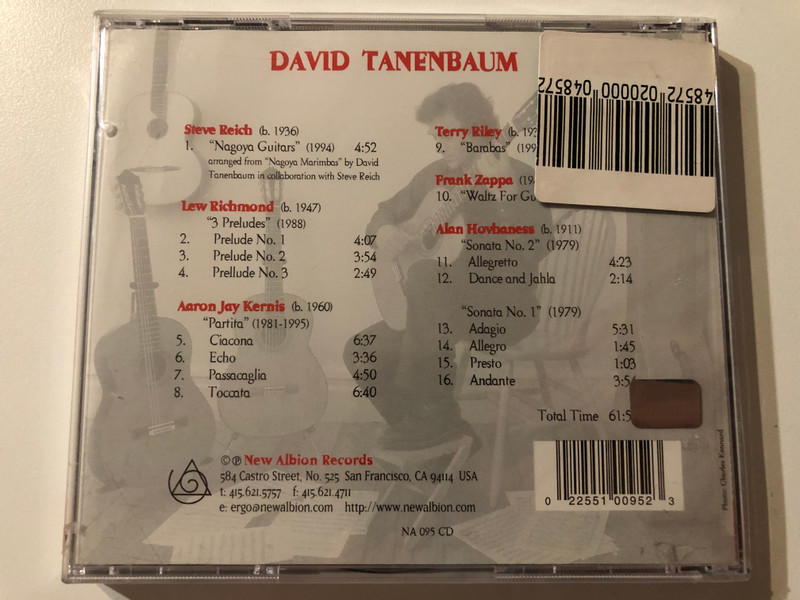 DAVID TANENBAUM
Steve Reich (b. 1936)
1. "Nagoya Guitars" (1994) 4:52
arranged from "Nagoya Marimbas" by David
Tanenbaum in collaboration with Steve Reich
Lew Richmond (b. 1947)
"3 Preludes" (1988)
2. Prelude No. 1 4:07
3. Prelude No. 2 3:54
4. Prellude No. 3 2:49
Aaron Jay Kernis (b. 1960)
"Partita" (1981-1995)
5. Ciacona 6:37
6. Echo 3:36
7. Passacaglia 4:50
8. Toccata 6:40
Terry Riley (b.
9. "Barabas"
Frank Zappa
10. "Waltz For
Alan Hovhaness (b. 1911)
"Sonata No. 2" (1979)
11. Allegretto 4:23
12. Dance and Jahla 2:14
"Sonata No. 1" (1979)
13. Adagio 5:31
14. Allegro 1:45
15. Presto 1:03
16. Andante
Total Time
48572 020000 048572
©℗ New Albion Records
584 Castro Street, No. 525 San Francisco, CA 94114 USA
t: 415.621.5757 f: 415.621.4711
e: ergo@newalbion.com http://www.newalbion.com
NA 095 CD
0 22551 00952 3
Photo: Charles Kennard